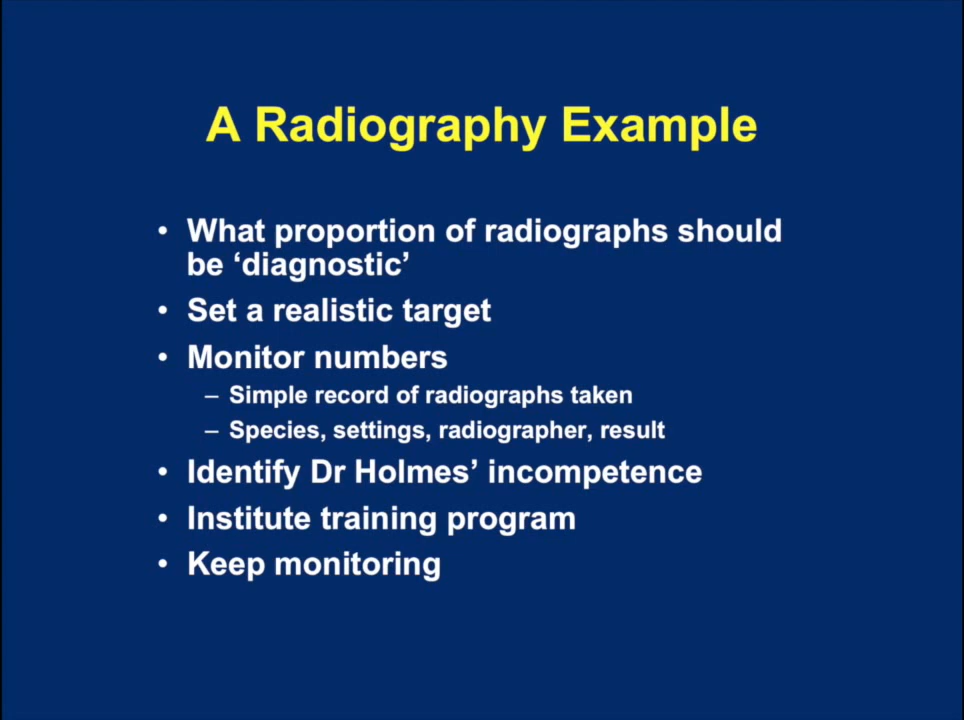 A Radiography Example
• What proportion of radiographs should
be ‘diagnostic’
• Set a realistic target
• Monitor numbers
– Simple record of radiographs taken
– Species, settings, radiographer, result
• Identify Dr Holmes’ incompetence
• Institute training program
• Keep monitoring